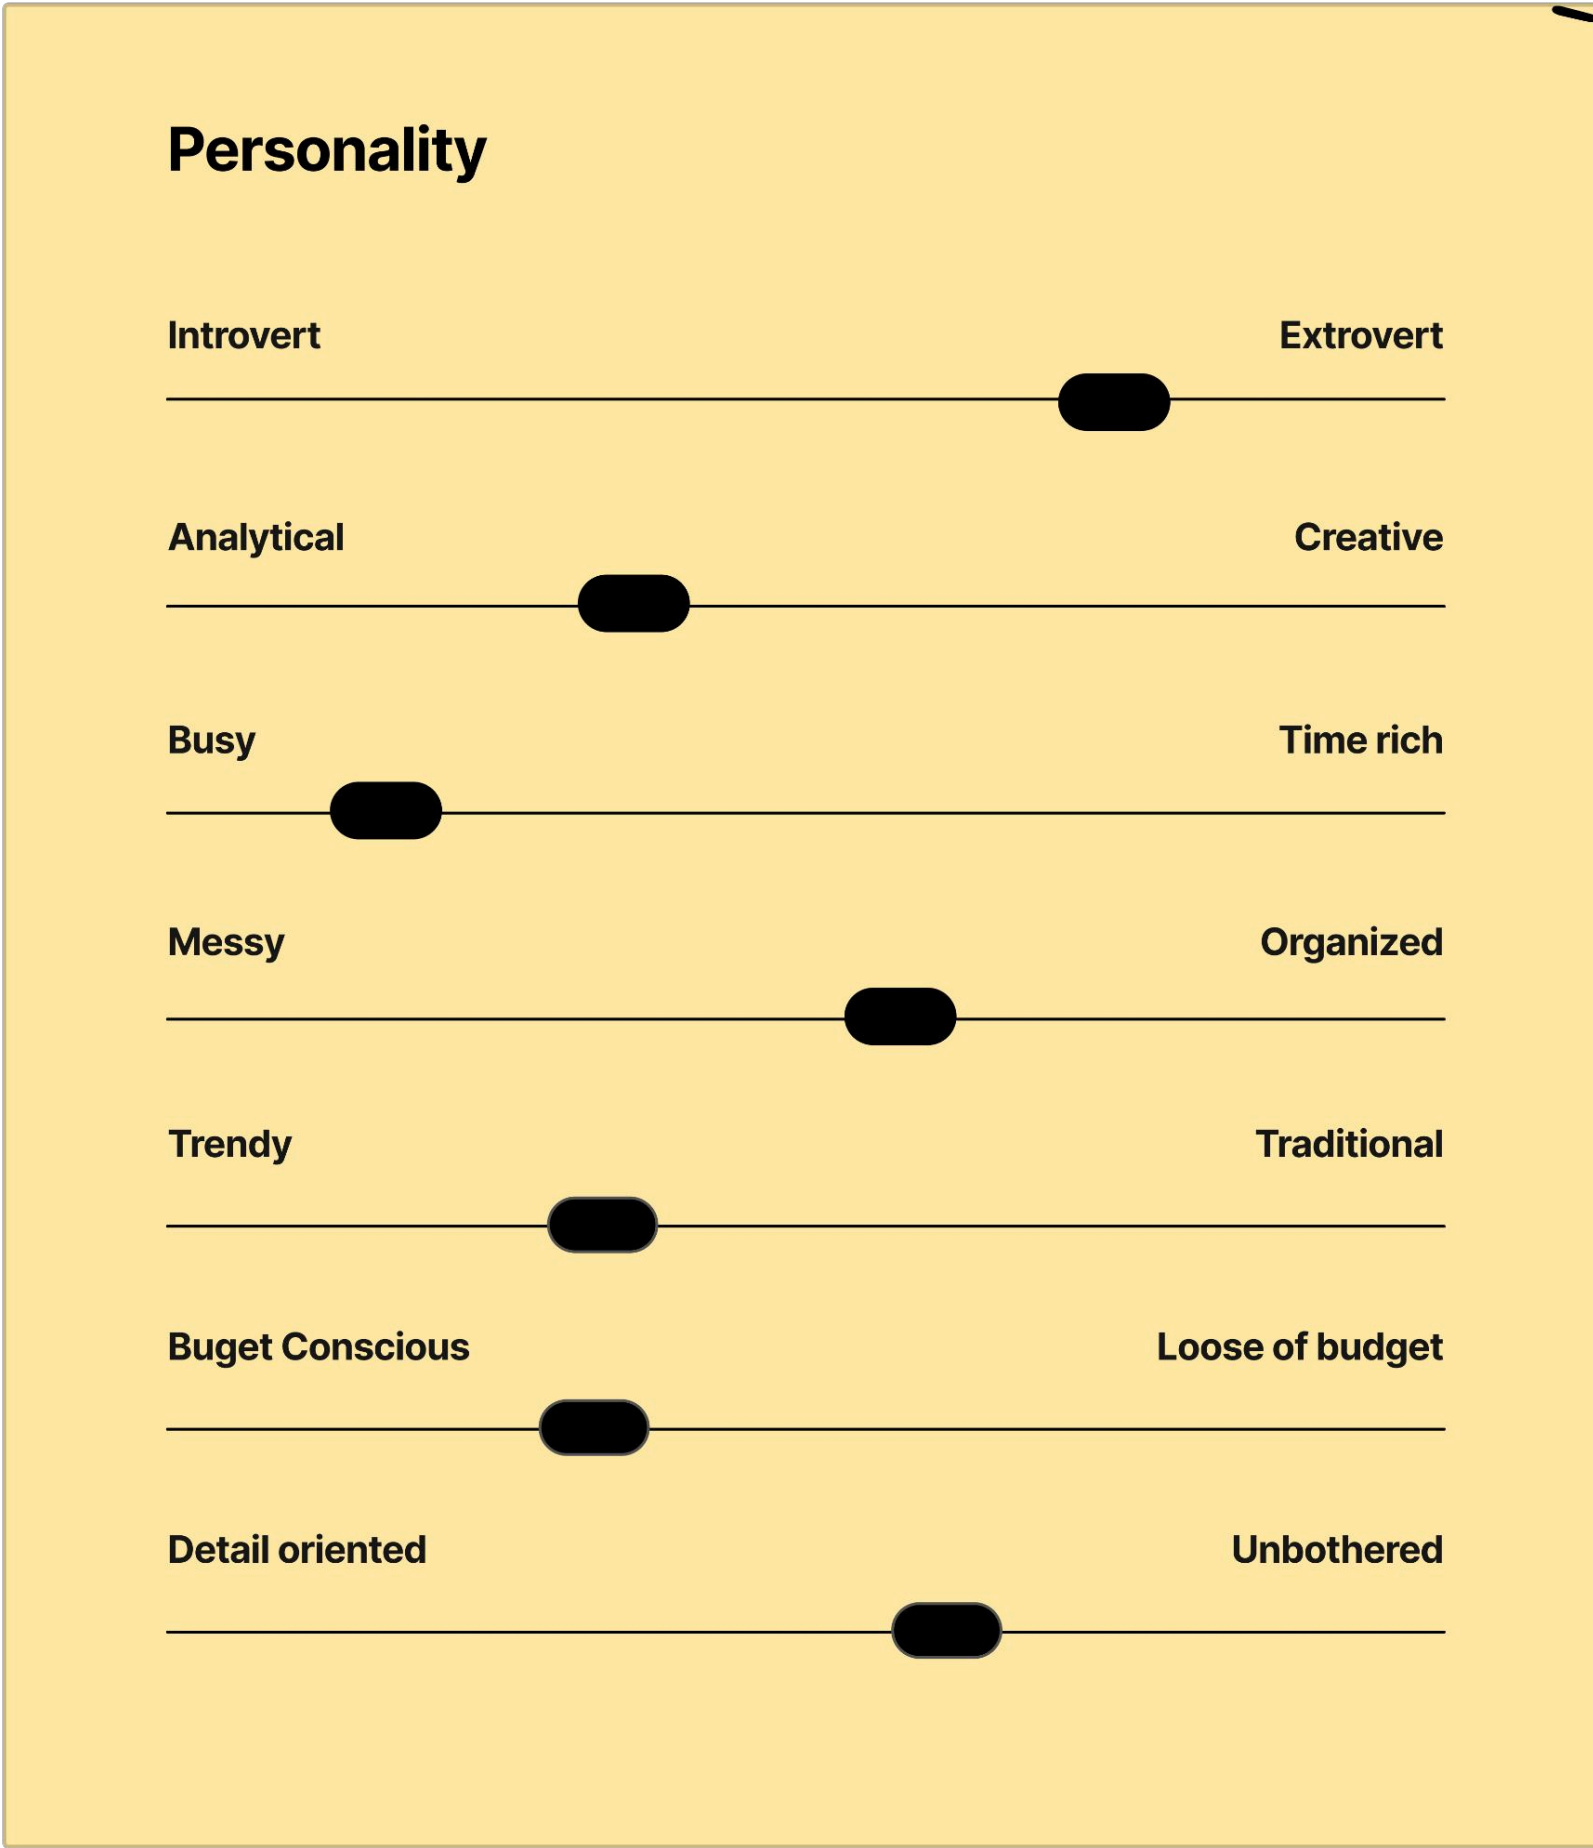 Personality
Introvert Extrovert
Analytical Creative
Busy Time rich
Messy Organized
Trendy Traditional
Buget Conscious Loose of budget
Detail oriented Unbothered